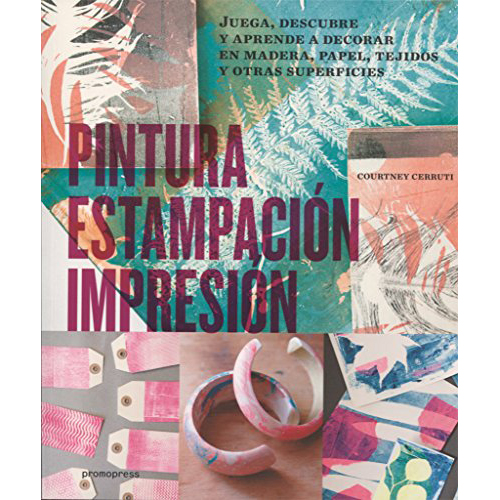 JUEGA, DESCUBRE
Y APRENDE A DECORAR
EN MADERA, PAPEL, TEJIDOS
Y OTRAS SUPERFICIES
PINTURA
ESTAMPACIÓN
IMPRESIÓN
COURTNEY CERRUTI
promopress